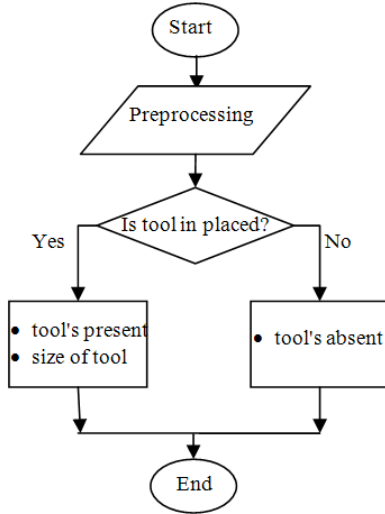 Start
Preprocessing
Is tool in placed?
Yes
No
• tool's present
• size of tool
• tool's absent
End